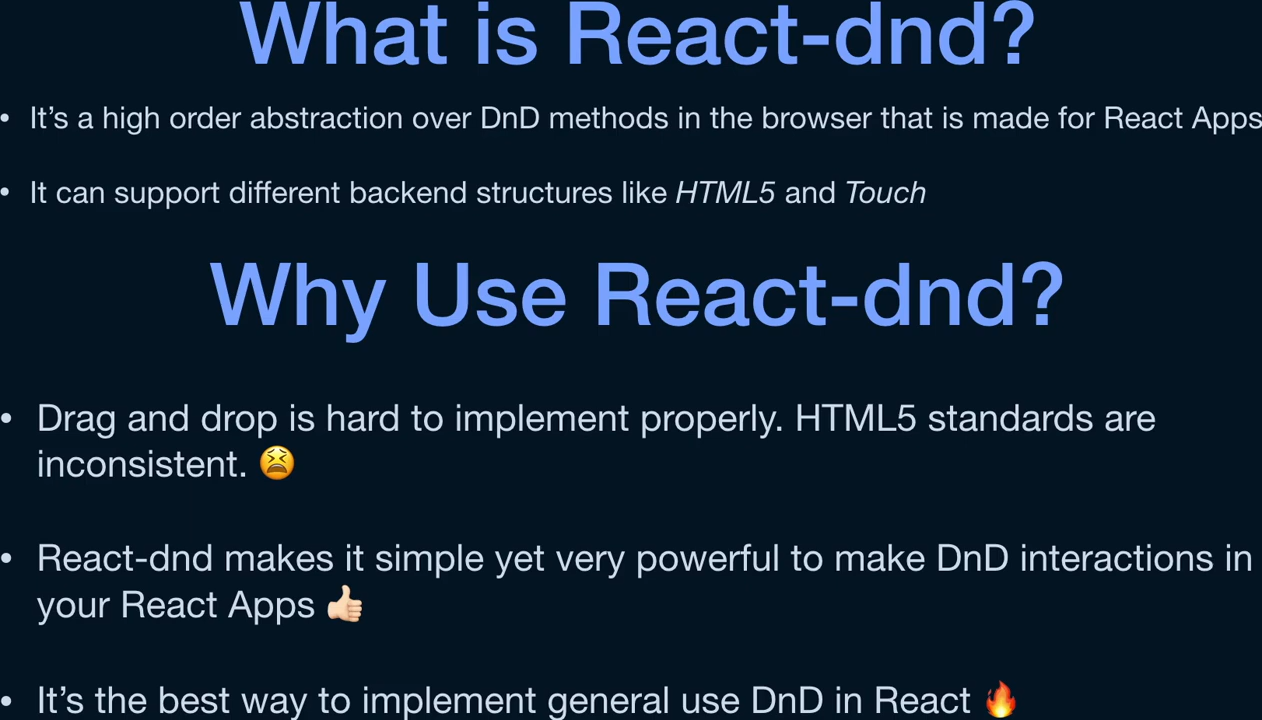 What is React-dnd?
• It’s a high order abstraction over DnD methods in the browser that is made for React Apps
• It can support different backend structures like HTML5 and Touch
Why Use React-dnd?
• Drag and drop is hard to implement properly. HTML5 standards are
inconsistent. 😫
• React-dnd makes it simple yet very powerful to make DnD interactions in
your React Apps 👍🏻
• It’s the best way to implement general use DnD in React 🔥